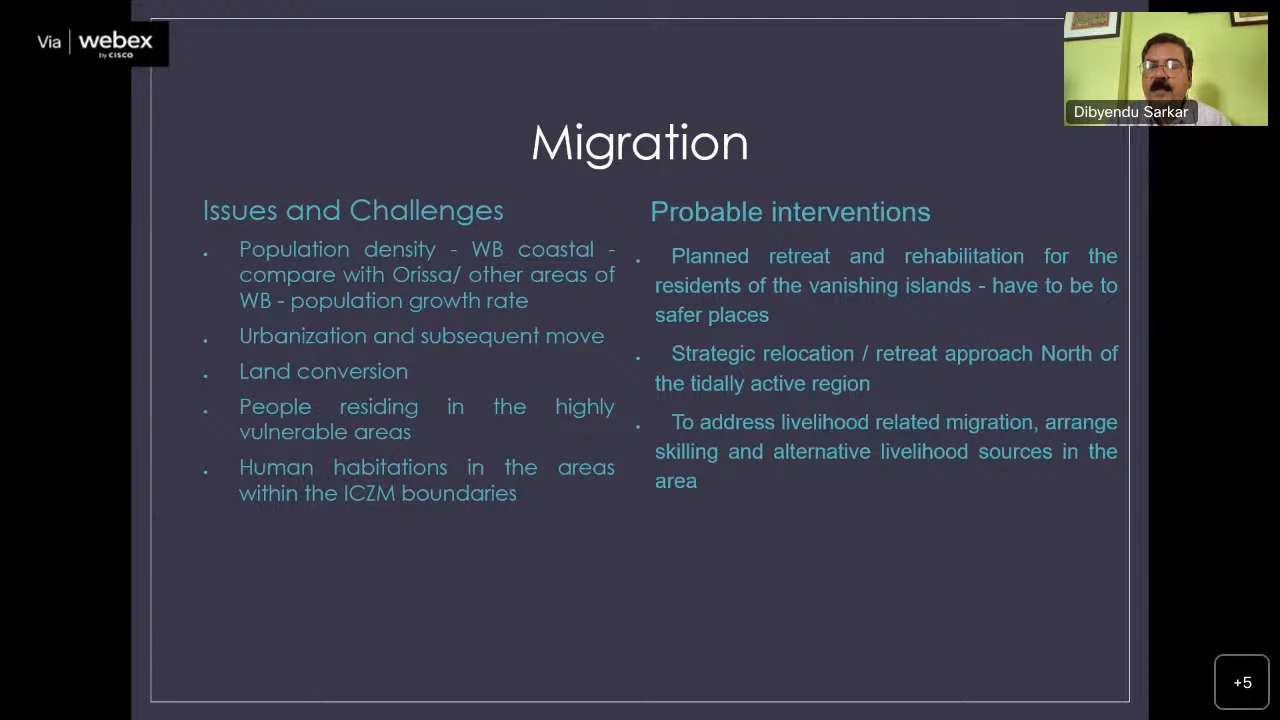 Via webex
by CISCO
Dibyendu Sarkar
Migration
Issues and Challenges
. Population density - WB coastal -
compare with Orissa/ other areas of
WB - population growth rate
. Urbanization and subsequent move
. Land conversion
. People residing in the highly
vulnerable areas
. Human habitations in the areas
within the ICZM boundaries
Probable interventions
. Planned retreat and rehabilitation for the
residents of the vanishing islands - have to be to
safer places
. Strategic relocation / retreat approach North of
the tidally active region
. To address livelihood related migration, arrange
skilling and alternative livelihood sources in the
area
+5